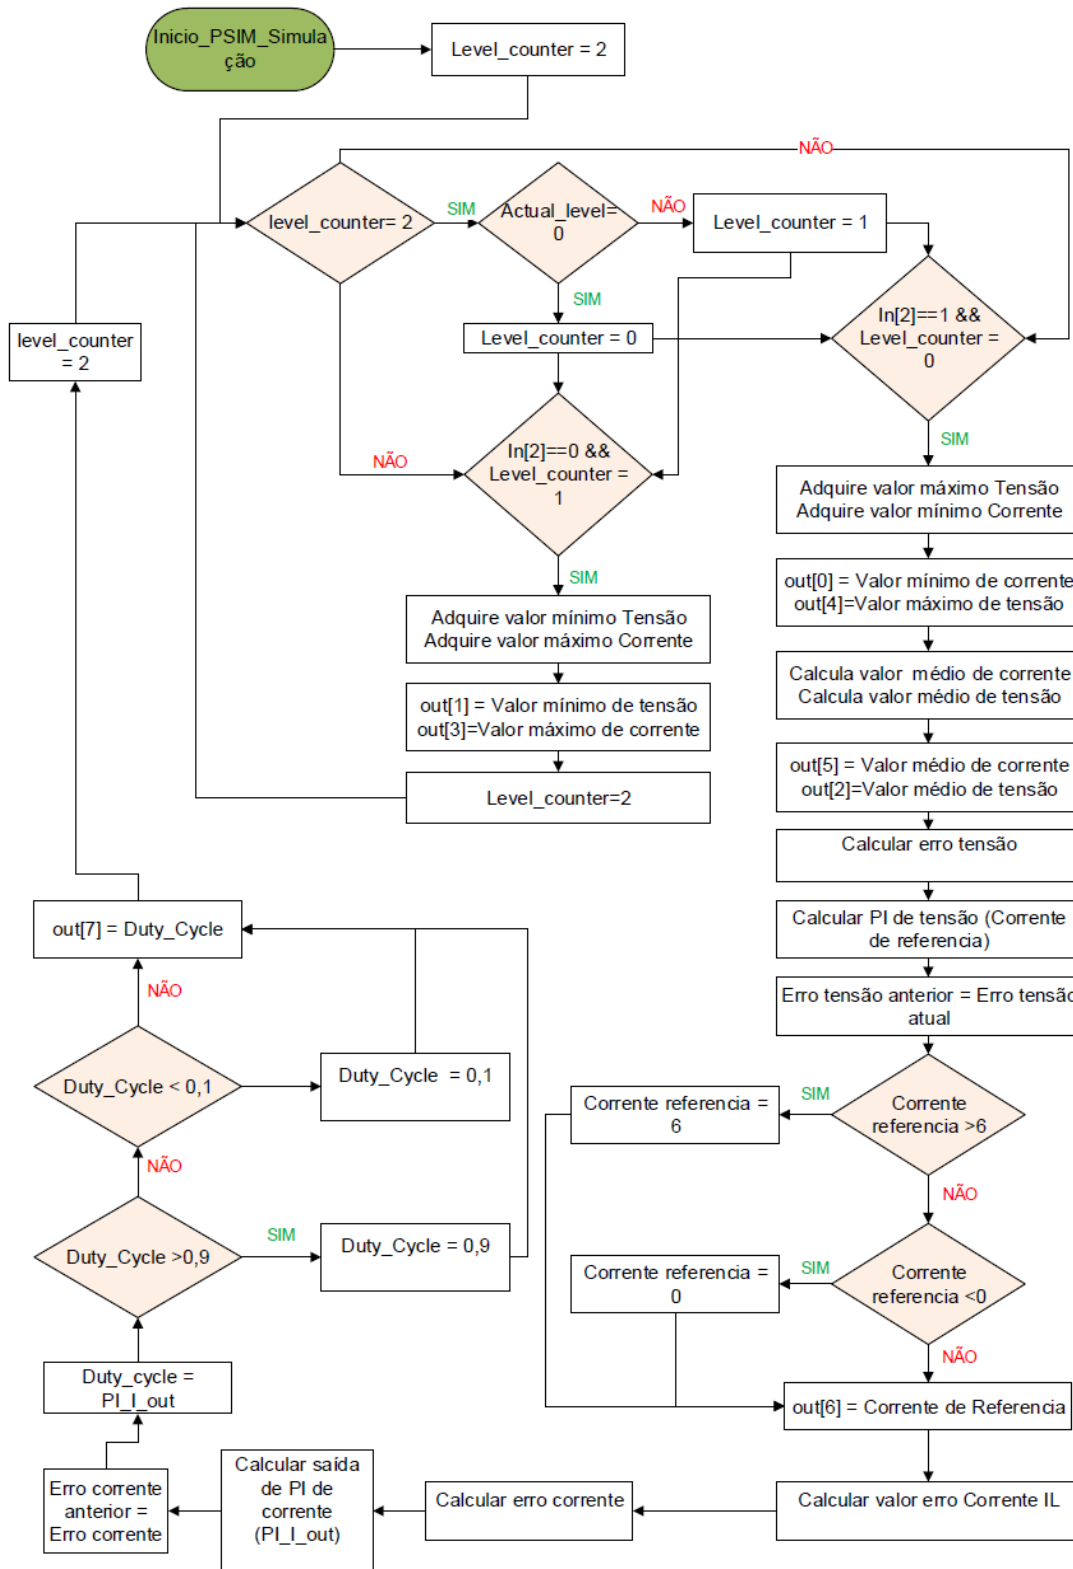 Inicio_PSIM_Simula
ção
Level_counter = 2
NÃO
level_counter= 2
SIM
Actual_level=
0
NÃO
Level_counter = 1
SIM
level_counter
= 2
Level_counter = 0
In[2]==1 &&
Level_counter =
0
SIM
NÃO
In[2]==0 &&
Level_counter =
1
SIM
Adquire valor máximo Tensão
Adquire valor mínimo Corrente
out[0] = Valor mínimo de corrente
out[4]=Valor máximo de tensão
Adquire valor mínimo Tensão
Adquire valor máximo Corrente
Calcula valor  médio de corrente
Calcula valor médio de tensão
out[1] = Valor mínimo de tensão
out[3]=Valor máximo de corrente
out[5] = Valor médio de corrente
out[2]=Valor médio de tensão
Level_counter=2
Calcular erro tensão
Calcular PI de tensão (Corrente
de referencia)
Erro tensão anterior = Erro tensão
atual
out[7] = Duty_Cycle
NÃO
Duty_Cycle < 0,1
Duty_Cycle  = 0,1
Corrente referencia =
6
SIM
Corrente
referencia >6
NÃO
NÃO
Duty_Cycle >0,9
SIM
Duty_Cycle = 0,9
Corrente referencia =
0
SIM
Corrente
referencia <0
NÃO
Duty_cycle =
PI_I_out
out[6] = Corrente de Referencia
Erro corrente
anterior =
Erro corrente
Calcular saída
de PI de
corrente
(PI_I_out)
Calcular erro corrente
Calcular valor erro Corrente IL